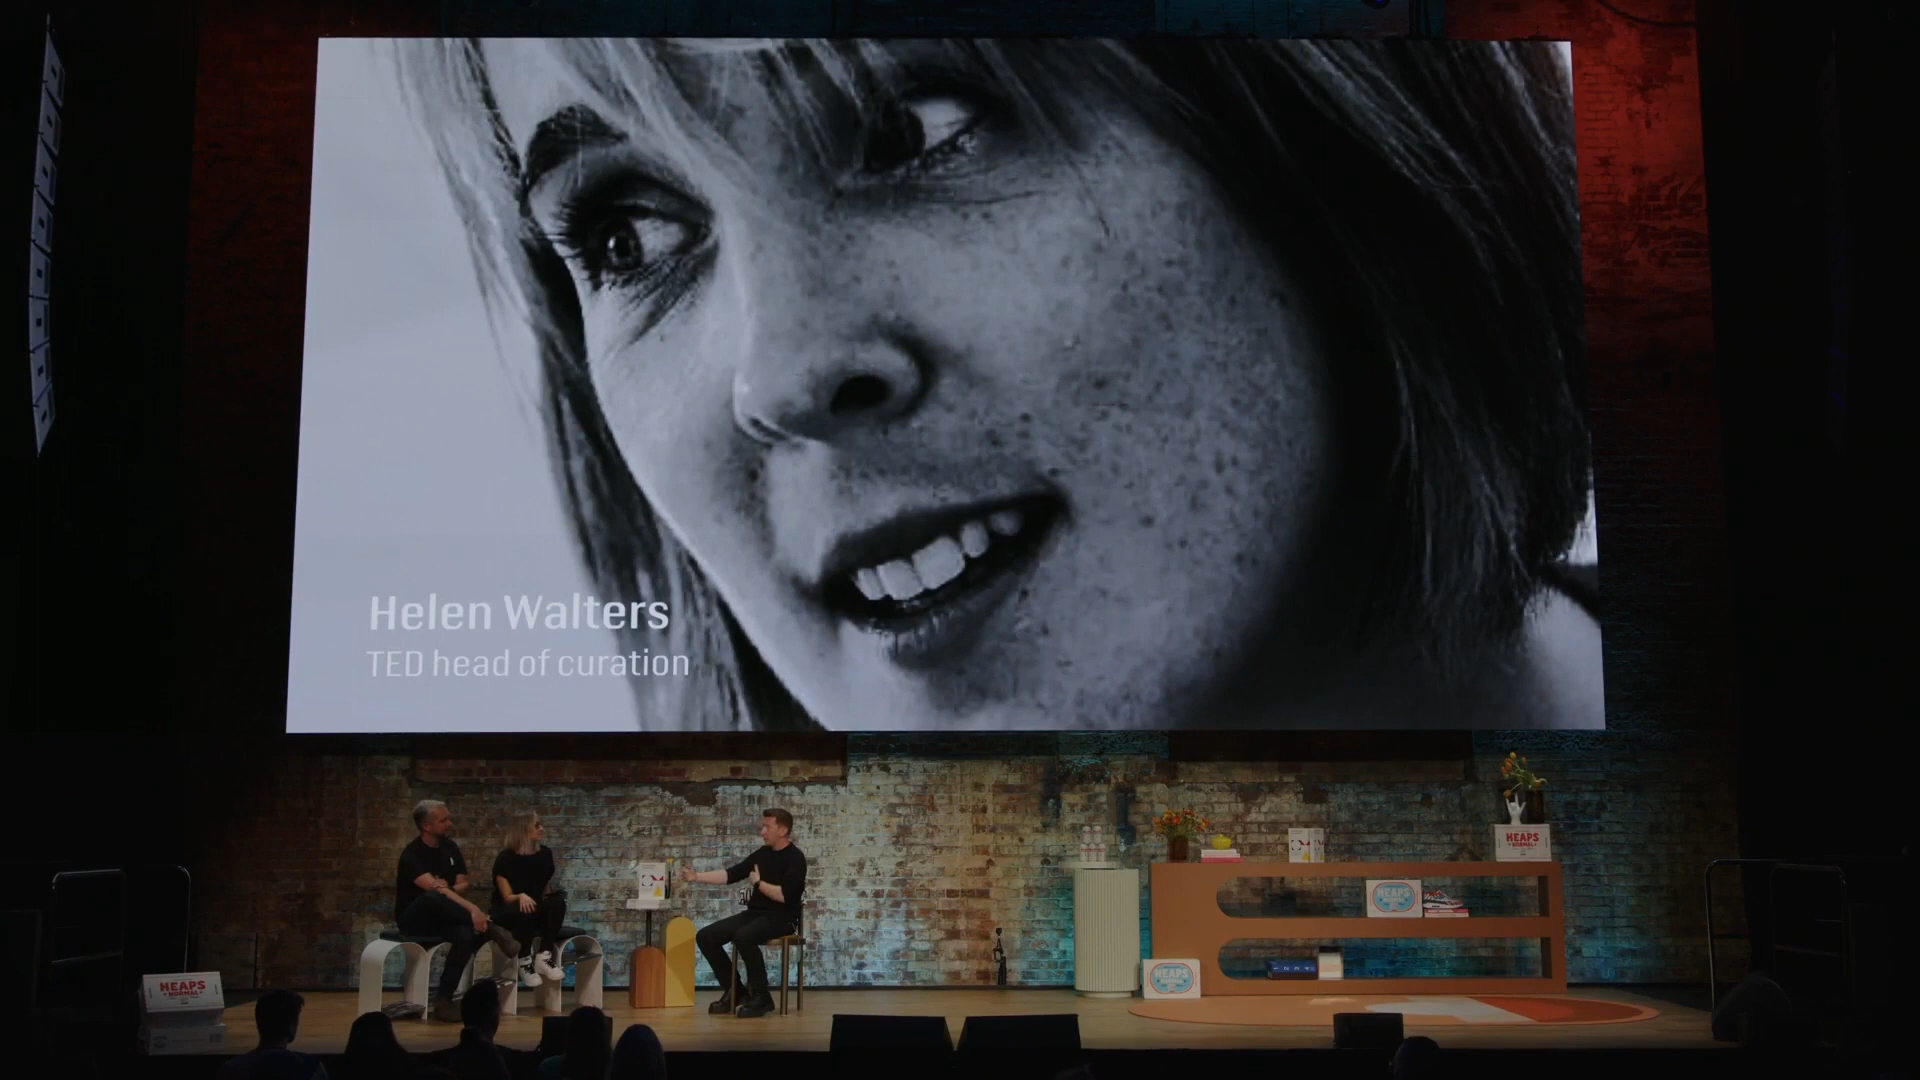 Helen Walters
TED head of curation
HEAPS
NORMAL
HEAPS
HEAPS
NORMAL
HEAPS